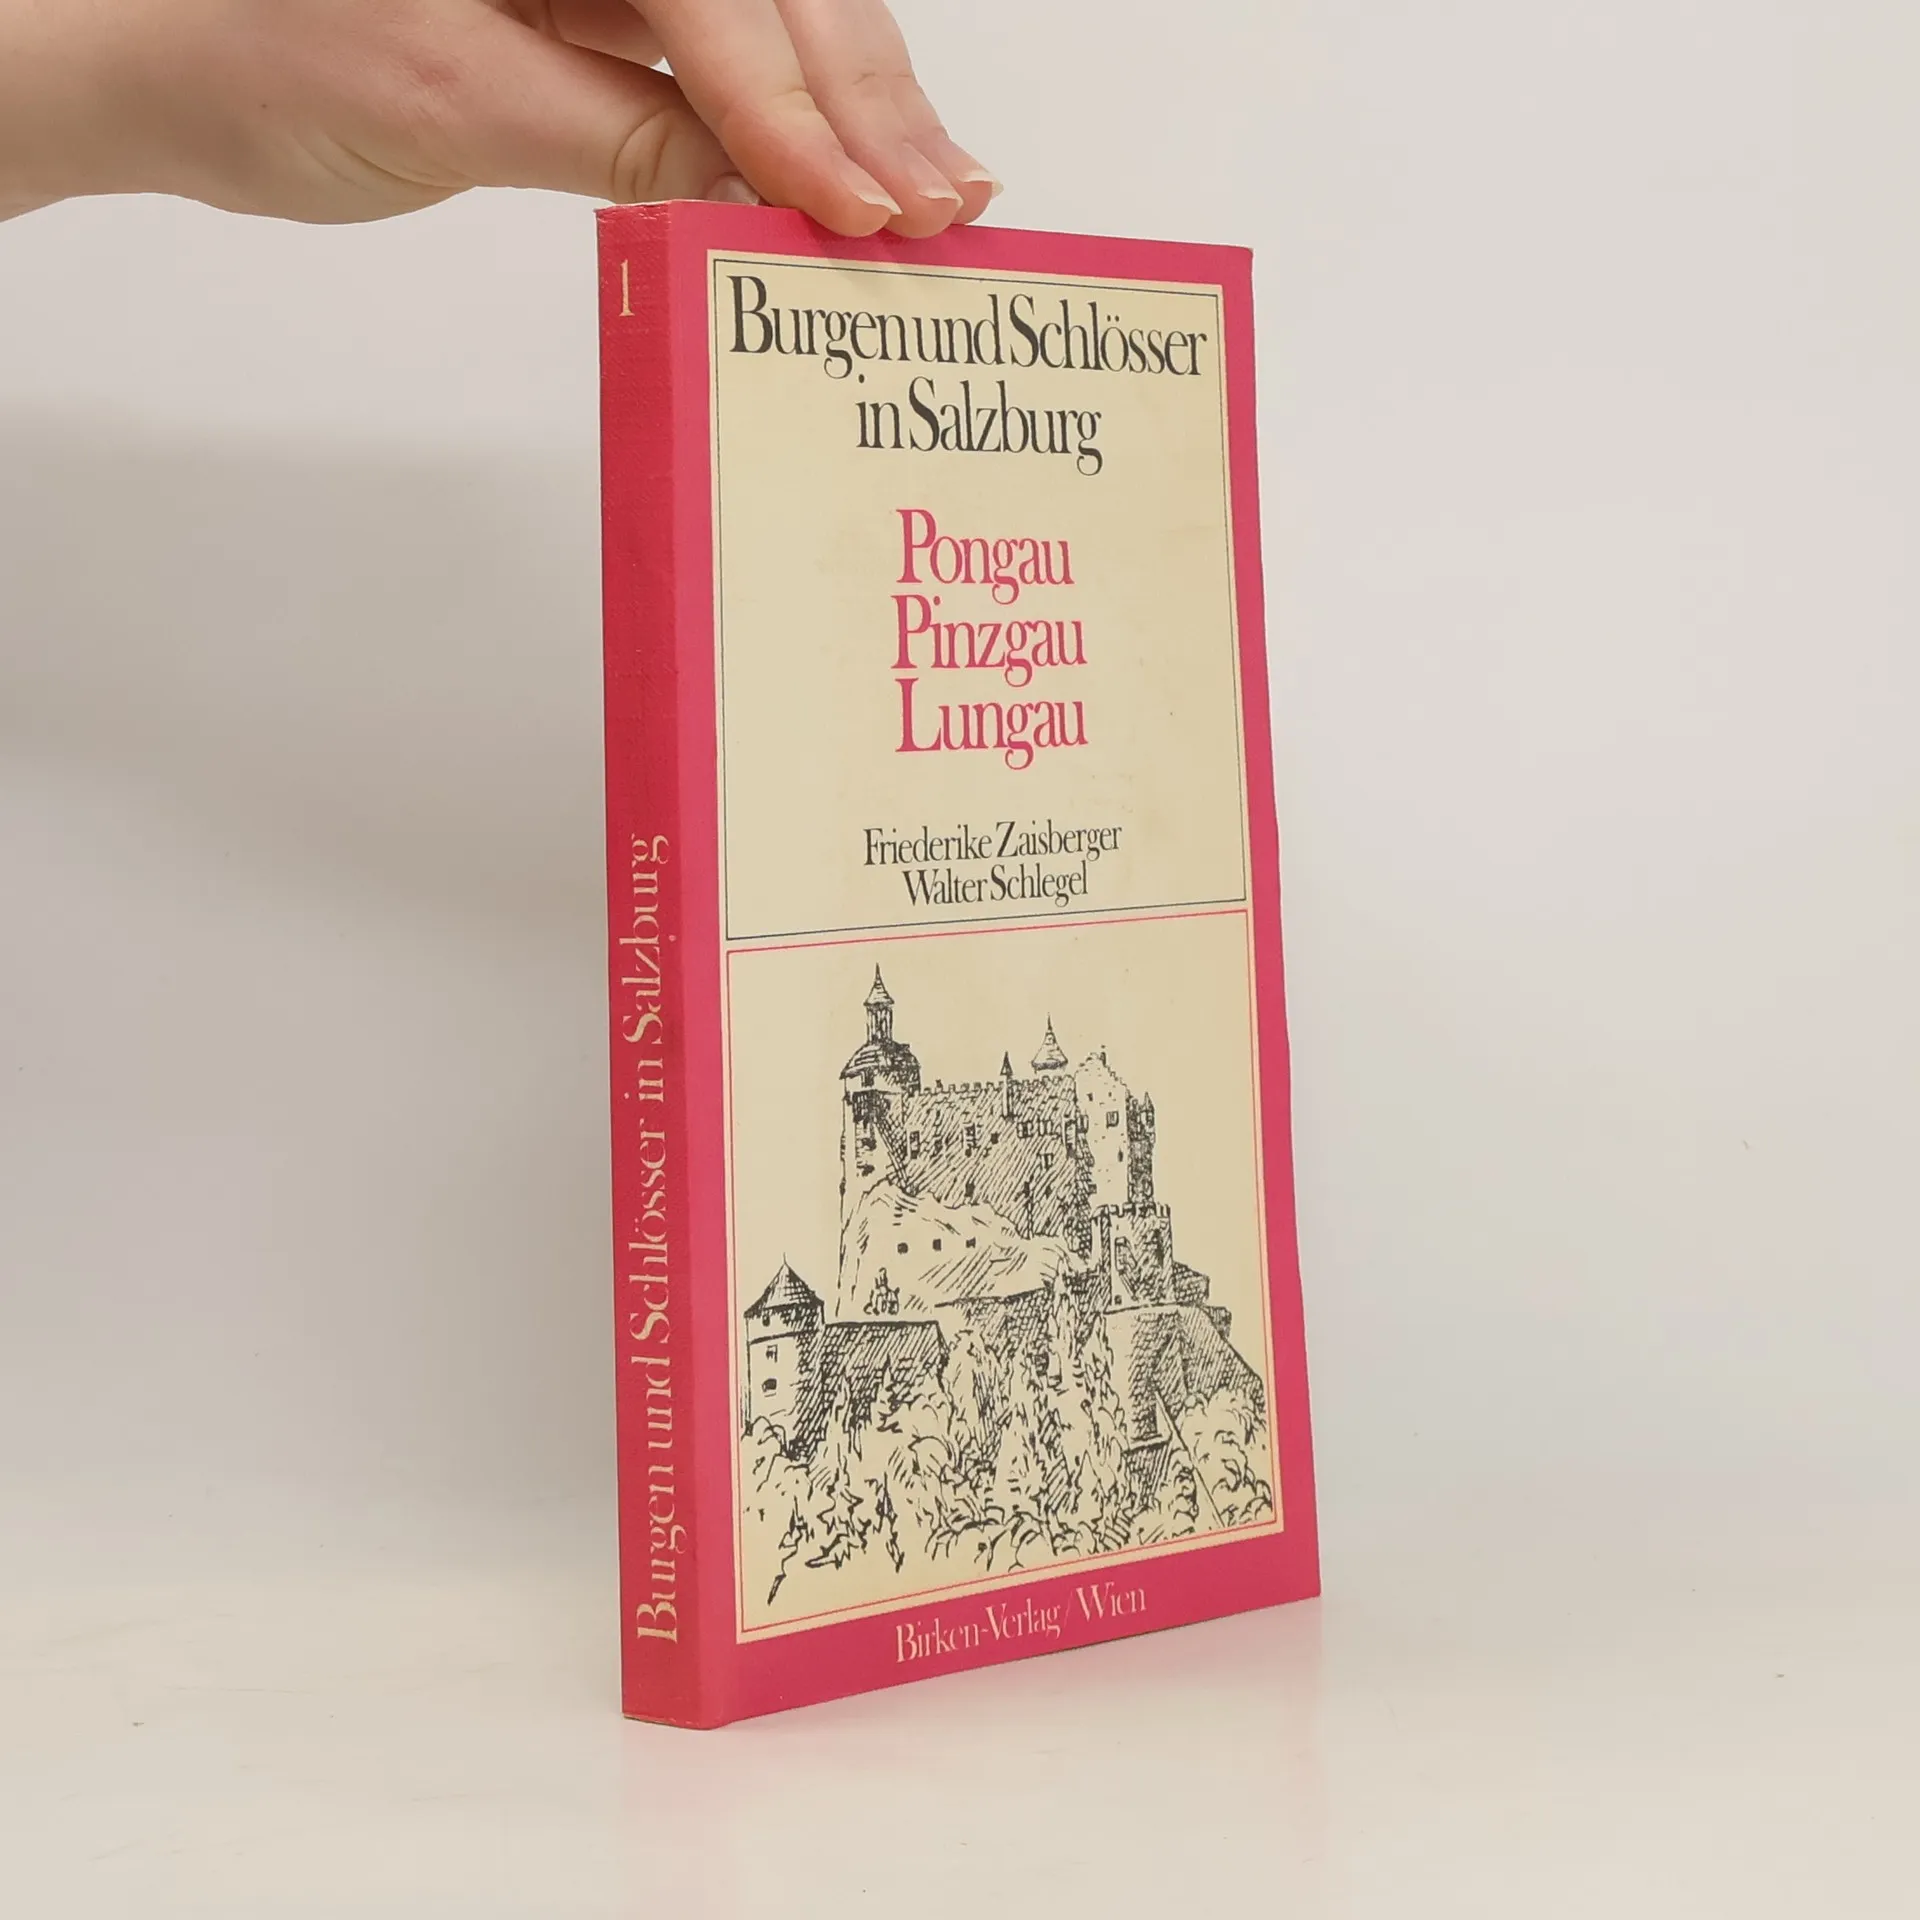 1
Burgen und Schlösser in Salzburg
Burgen und Schlösser
in Salzburg
Pongau
Pinzgau
Lungau
Friederike Zaisberger
Walter Schlegel
Birken-Verlag / Wien